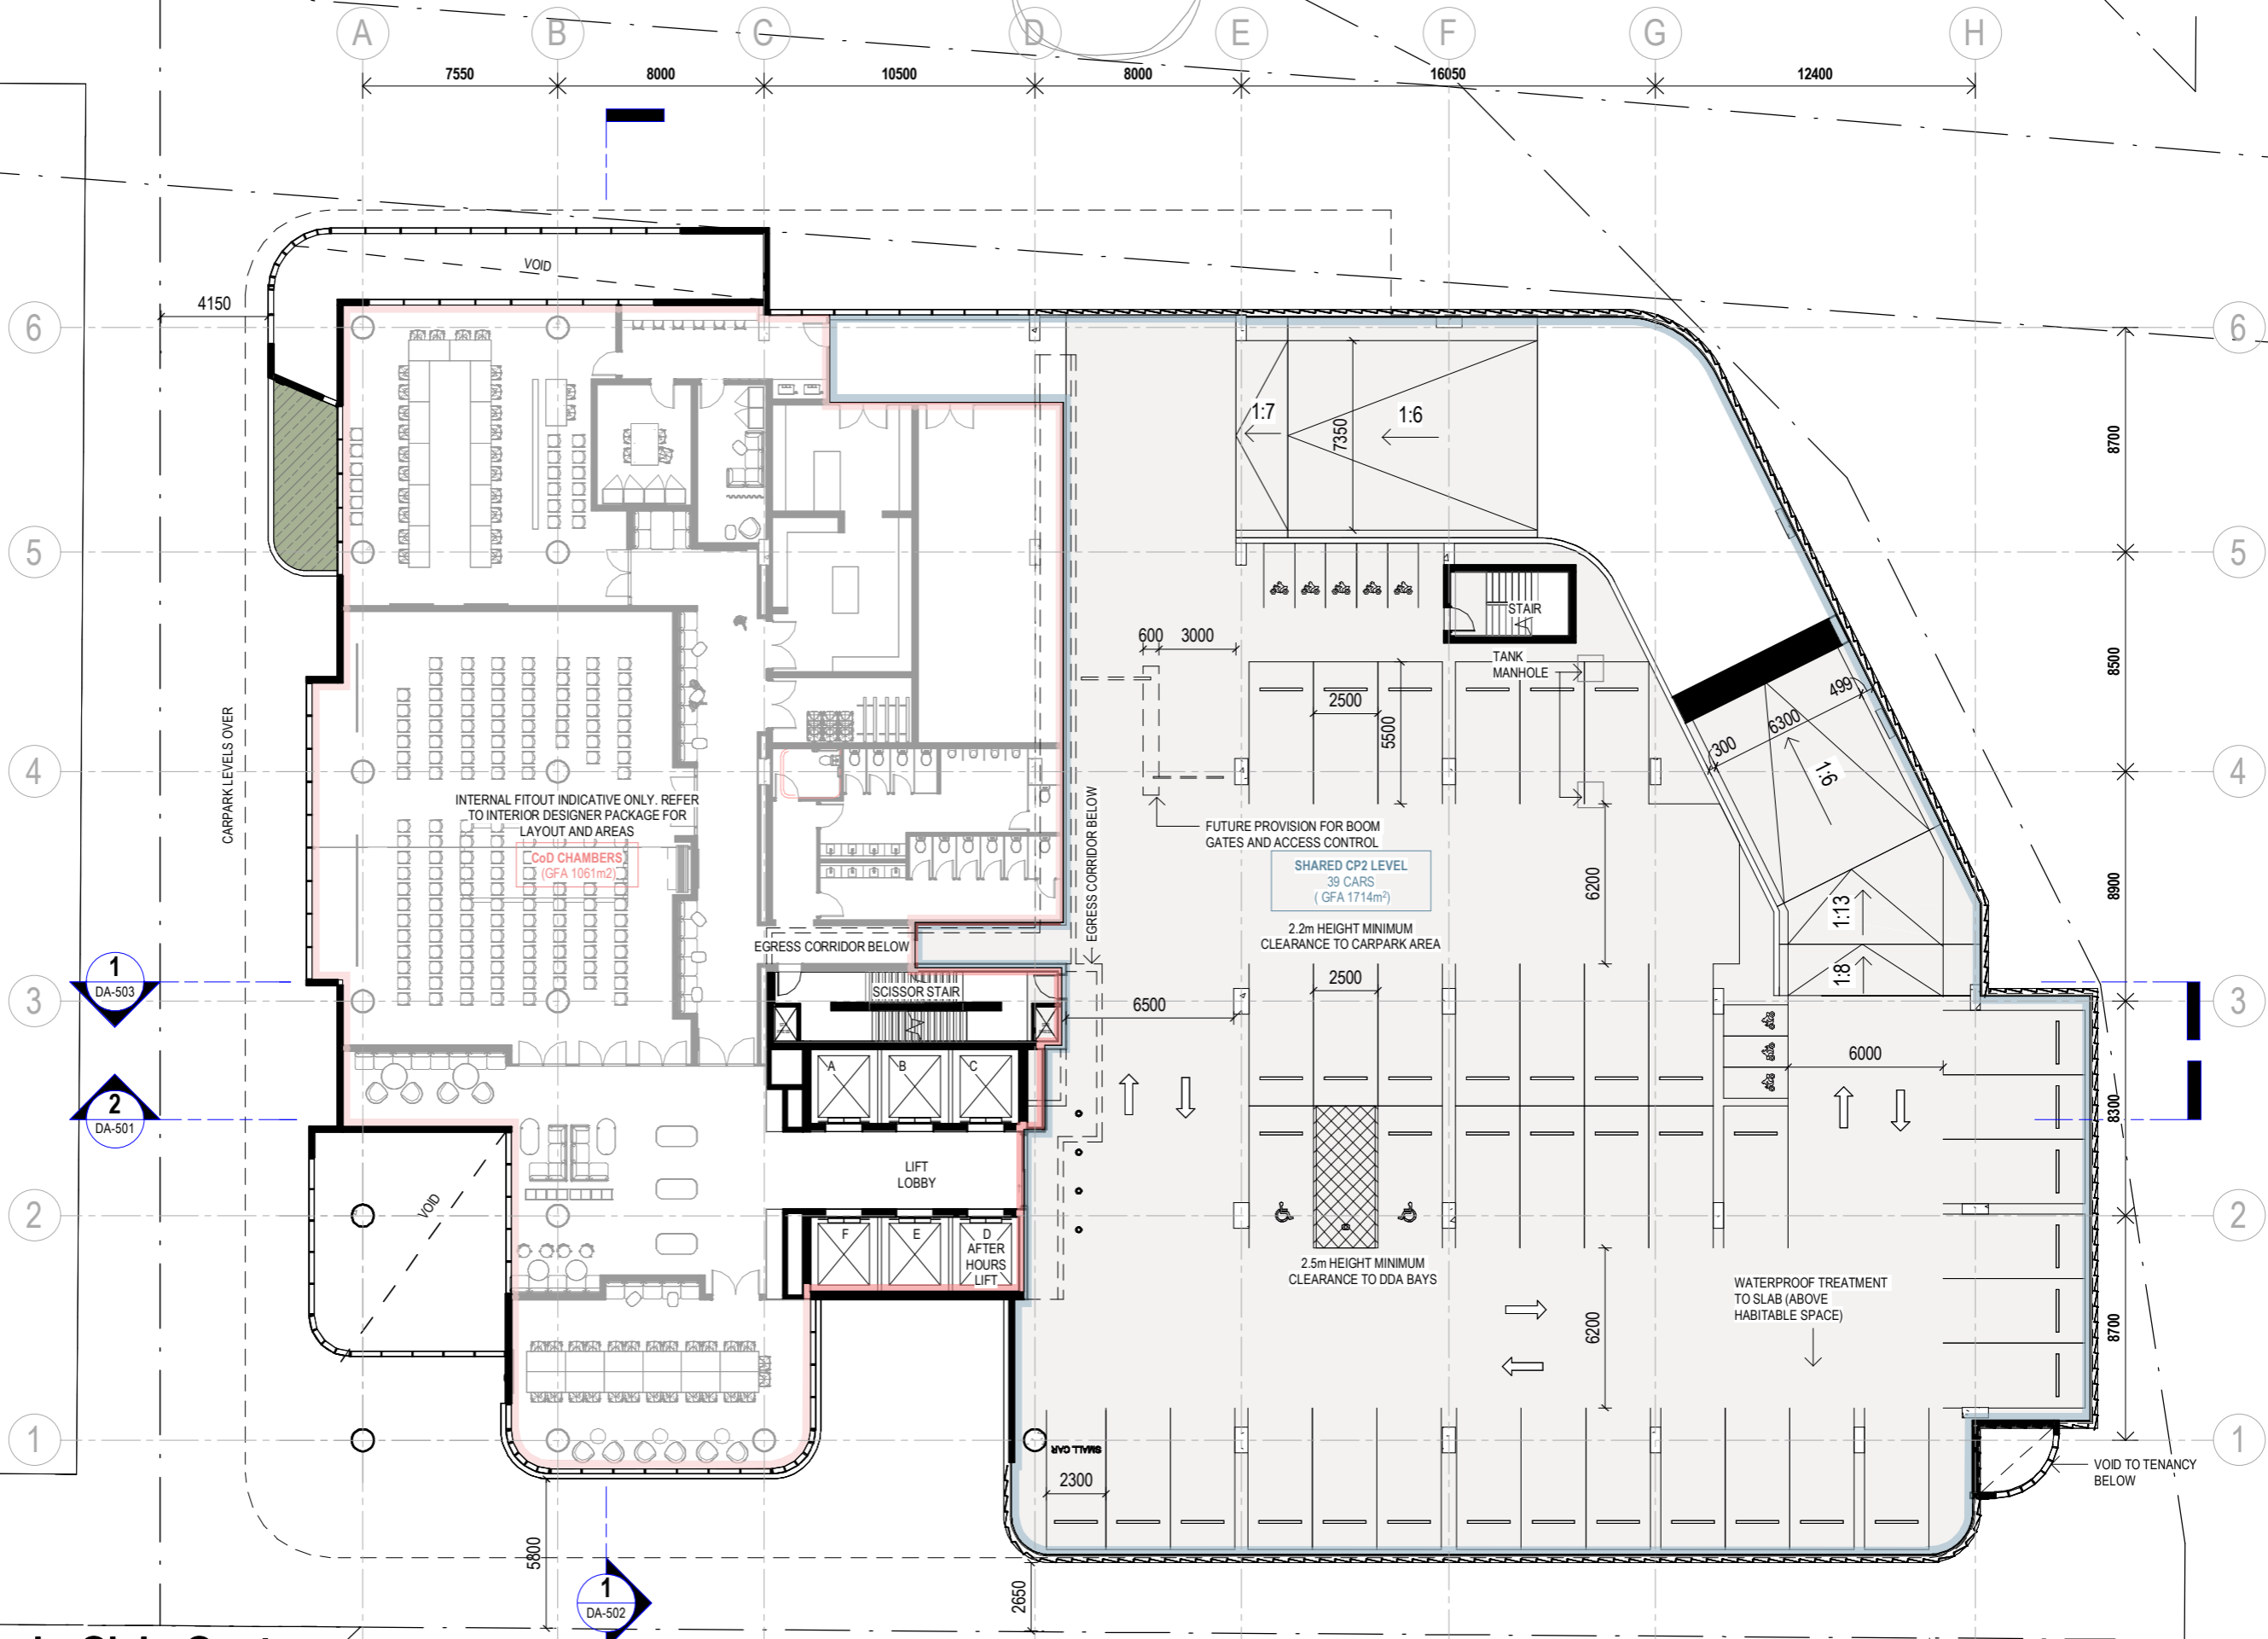 A B C D E F G H
7550 8000 10500 8000 16050 12400
VOID
4150
6 6
1:7 1:6
7350
8700
5 5
STAIR
600 3000
TANK
MANHOLE
8500
2500
5500
499
6300
300
1:6
4 4
CARPARK LEVELS OVER
INTERNAL FITOUT INDICATIVE ONLY. REFER
TO INTERIOR DESIGNER PACKAGE FOR
LAYOUT AND AREAS
CoD CHAMBERS
(GFA 1061m2)
EGRESS CORRIDOR BELOW
FUTURE PROVISION FOR BOOM
GATES AND ACCESS CONTROL
SHARED CP2 LEVEL
39 CARS
( GFA 1714m²)
2.2m HEIGHT MINIMUM
CLEARANCE TO CARPARK AREA
6200
8900
1:13
1:8
EGRESS CORRIDOR BELOW
1
DA-503
SCISSOR STAIR
2500
3 3
6500
6000
A B C
2
DA-501
8300
LIFT
LOBBY
VOID
2 2
F E D
AFTER
HOURS
LIFT
2.5m HEIGHT MINIMUM
CLEARANCE TO DDA BAYS
WATERPROOF TREATMENT
TO SLAB (ABOVE
HABITABLE SPACE)
6200
8700
1 1
SMALL CAR
2300
VOID TO TENANCY
BELOW
5800
2650
1
DA-502